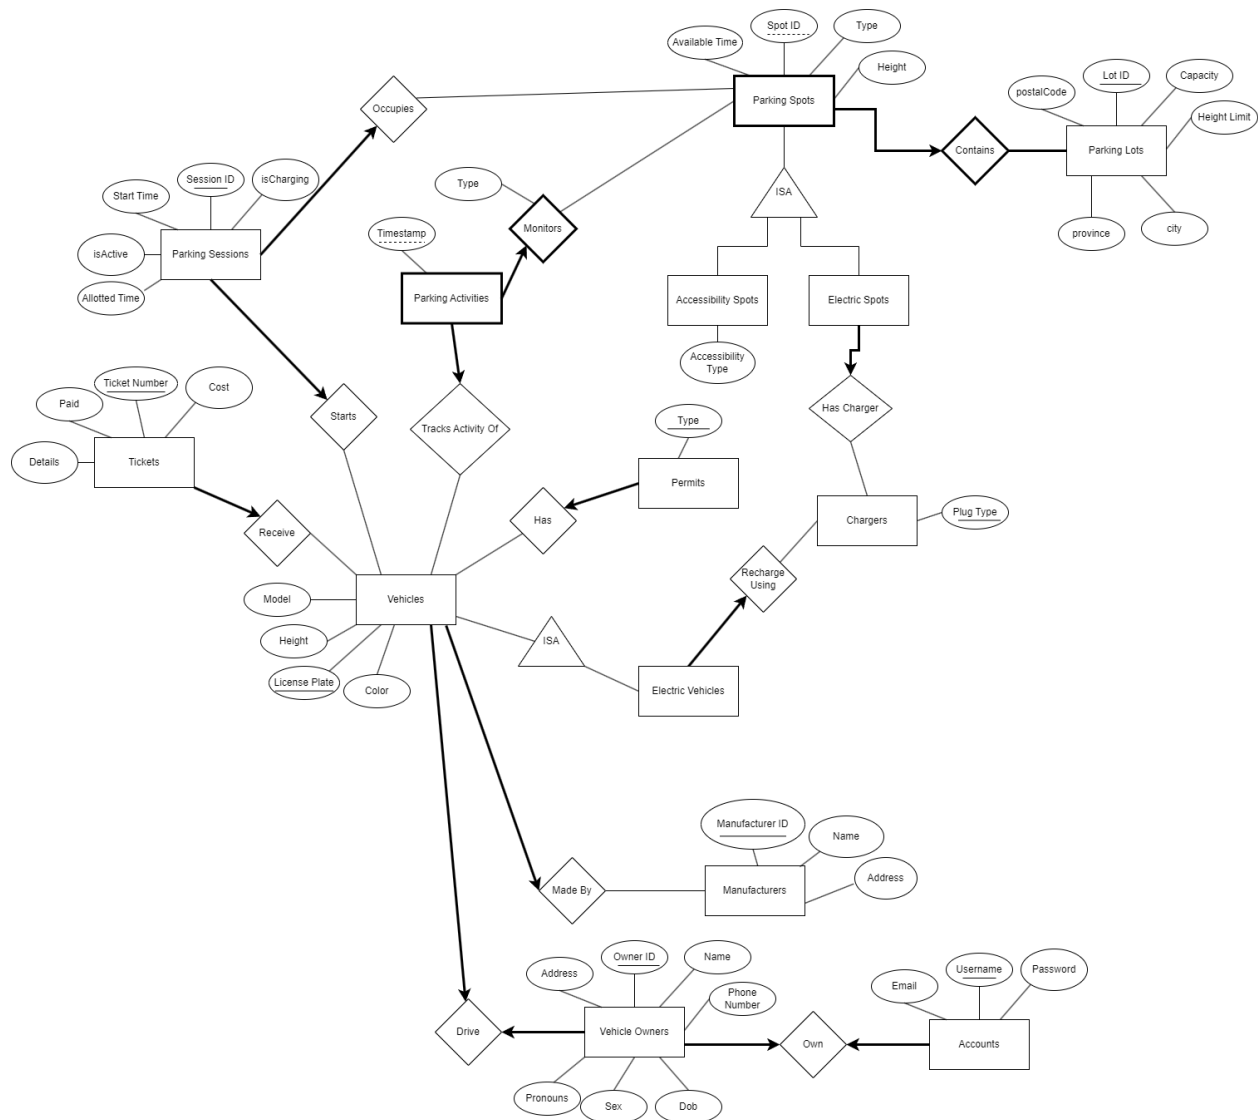 Spot ID
Type
Available Time
Height
Parking Spots
Lot ID
Capacity
postalCode
Height Limit
Parking Lots
Contains
province
city
Occupies
Session ID
isCharging
Start Time
isActive
Parking Sessions
Allotted Time
Type
Monitors
Timestamp
Parking Activities
ISA
Accessibility Spots
Electric Spots
Accessibility
Type
Has Charger
Ticket Number
Cost
Paid
Details
Tickets
Starts
Tracks Activity Of
Type
Permits
Receive
Has
Chargers
Plug Type
Recharge
Using
Model
Vehicles
Height
License Plate
Color
ISA
Electric Vehicles
Manufacturer ID
Name
Address
Made By
Manufacturers
Owner ID
Name
Address
Phone
Number
Drive
Vehicle Owners
Own
Username
Password
Email
Accounts
Pronouns
Sex
Dob